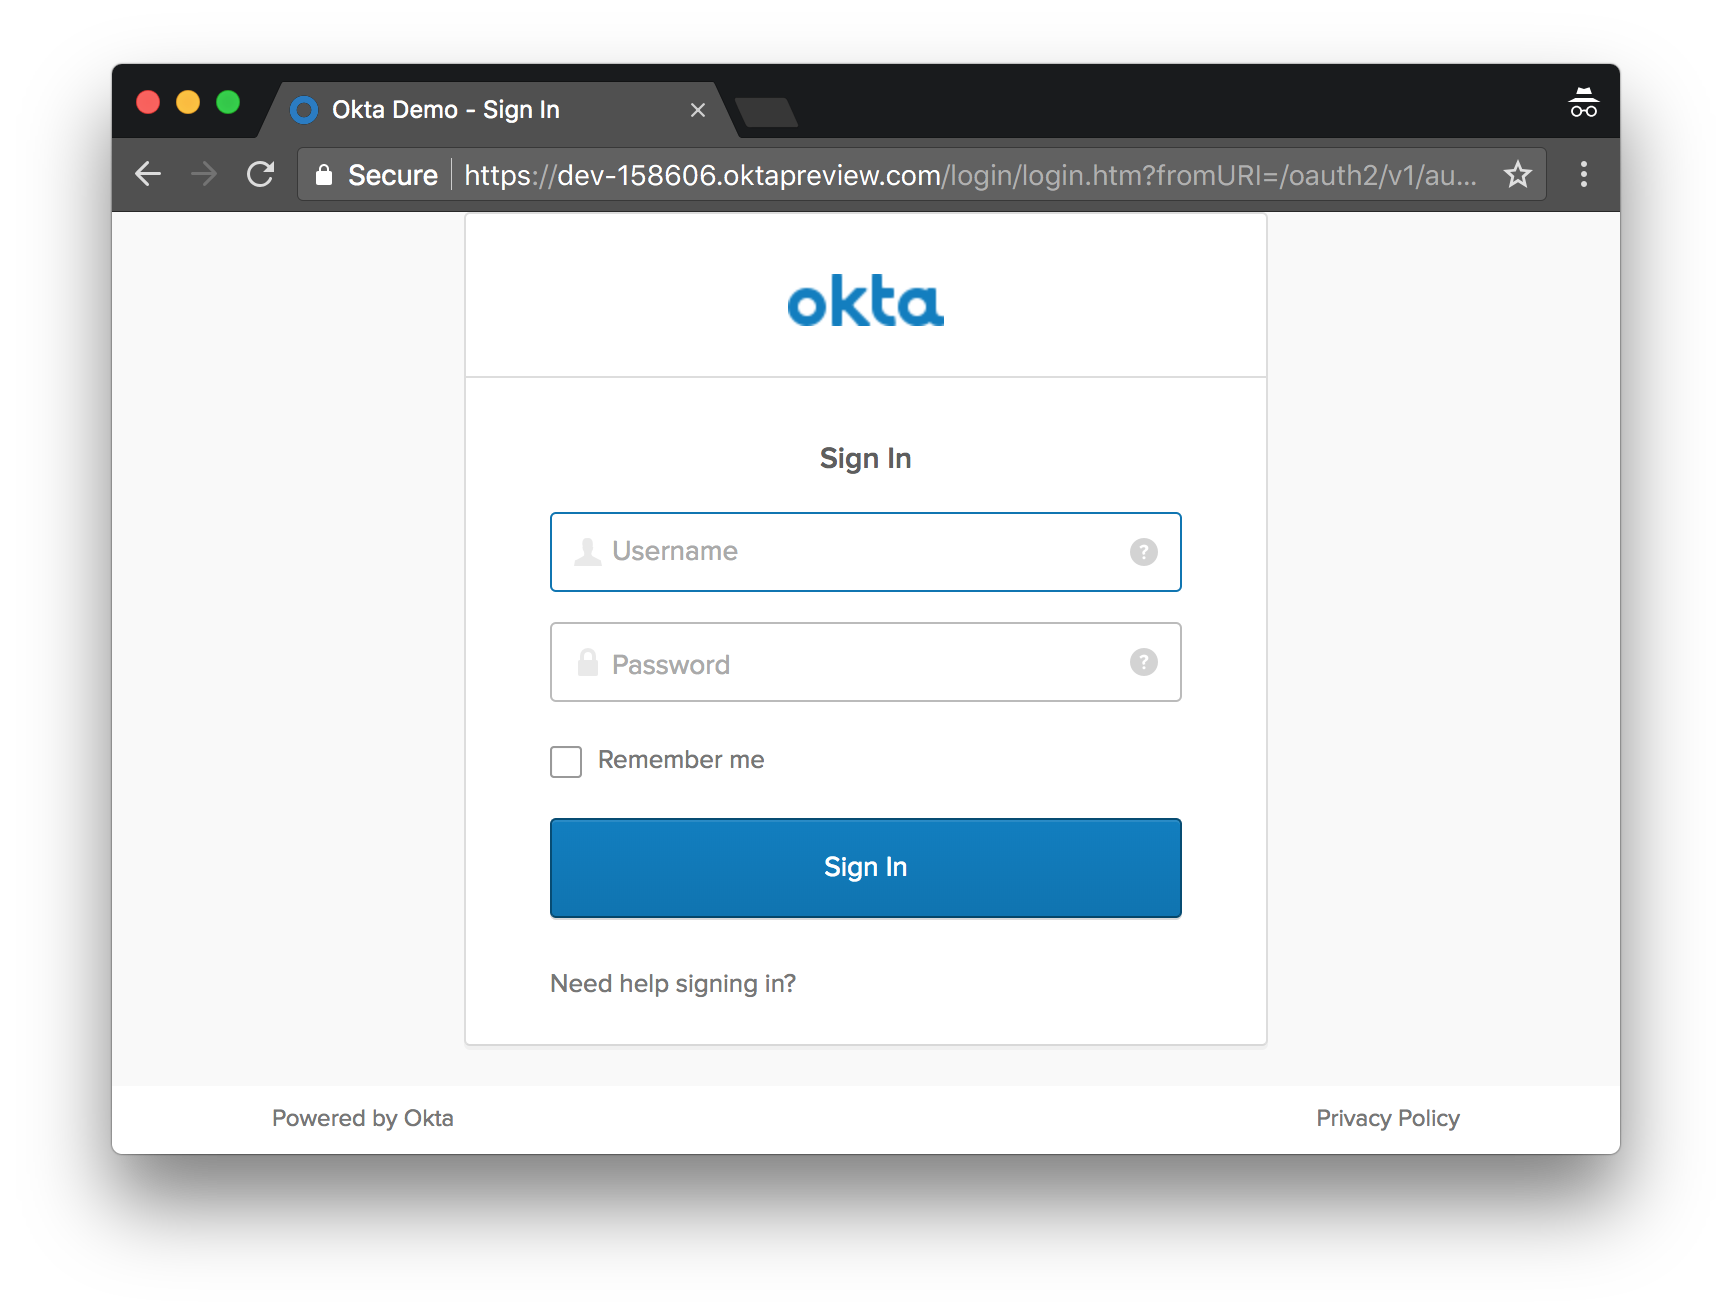 Okta Demo - Sign In
Secure https://dev-158606.oktapreview.com/login/login.htm?fromURI=/oauth2/v1/au...
okta
Sign In
Username ?
Password ?
Remember me
Sign In
Need help signing in?
Powered by Okta Privacy Policy